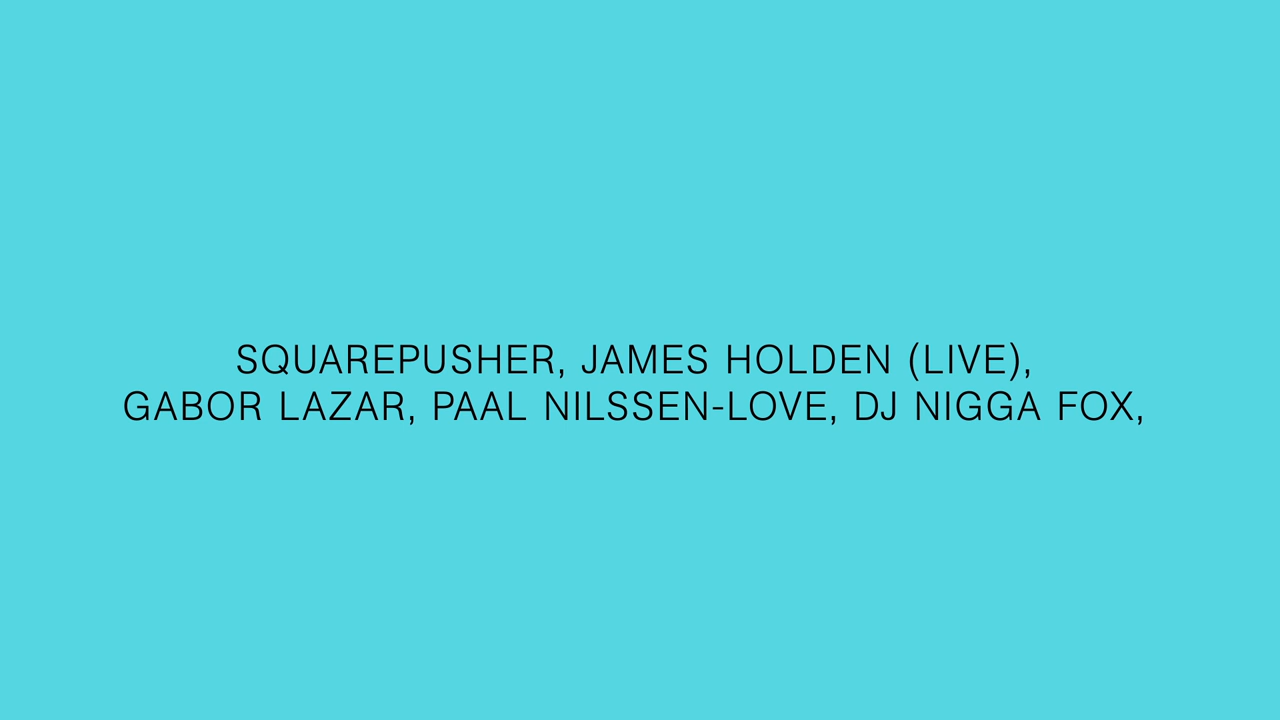 SQUAREPUSHER, JAMES HOLDEN (LIVE),
GABOR LAZAR, PAAL NILSSEN-LOVE, DJ NIGGA FOX,